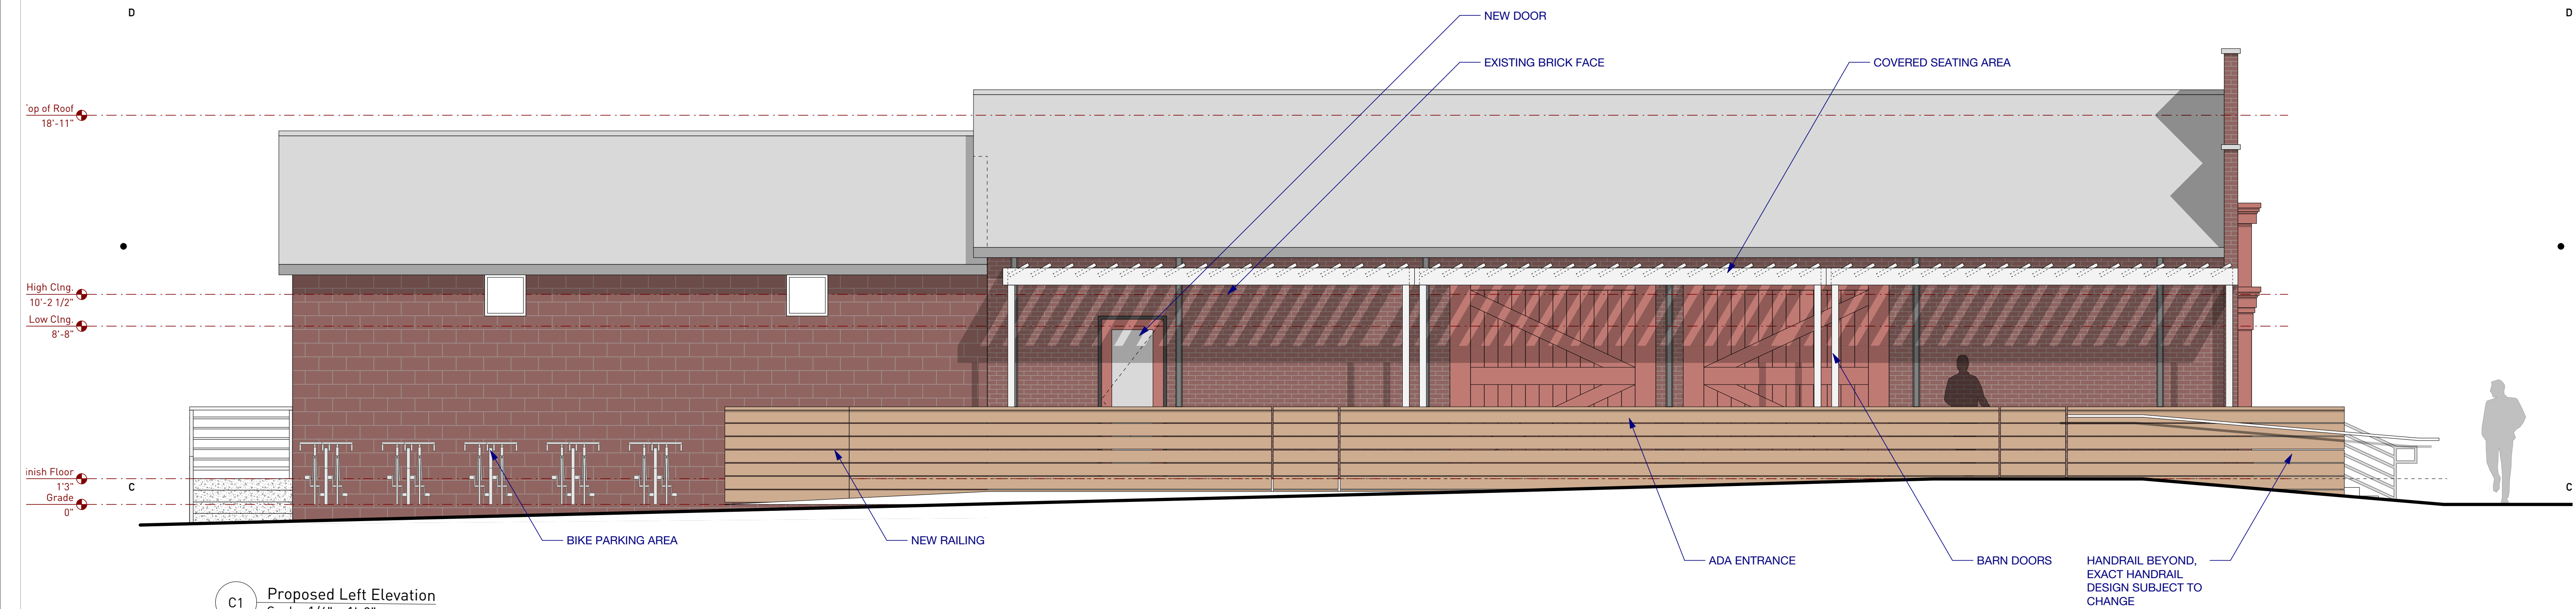 D
D
NEW DOOR
EXISTING BRICK FACE
COVERED SEATING AREA
Top of Roof
18'-11"
High Clng.
10'-2 1/2"
Low Clng.
8'-8"
inish Floor
1'3"
C
C
Grade
0"
BIKE PARKING AREA
NEW RAILING
ADA ENTRANCE
BARN DOORS
HANDRAIL BEYOND,
EXACT HANDRAIL
DESIGN SUBJECT TO
CHANGE
C1
Proposed Left Elevation